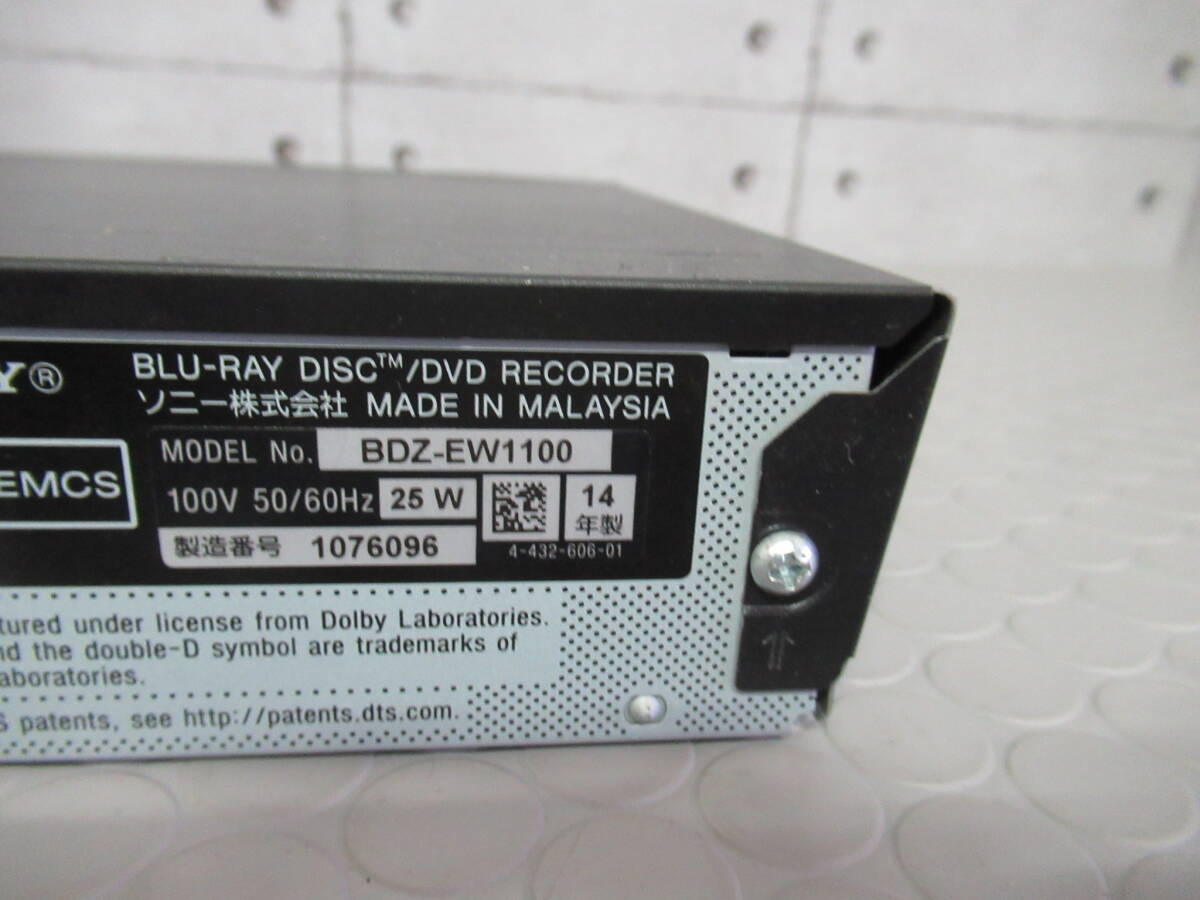 Y®
BLU-RAY DISC™/DVD RECORDER
ソニー株式会社 MADE IN MALAYSIA
EMCS
MODEL No. BDZ-EW1100
100V 50/60Hz 25 W
14
年製
製造番号 1076096
4-432-606-01
tured under license from Dolby Laboratories.
nd the double-D symbol are trademarks of
aboratories.
S patents, see http://patents.dts.com.